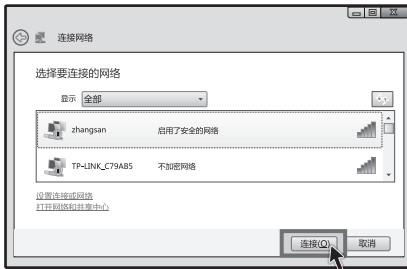 连接网络
选择要连接的网络
显示 全部
zhangsan 启用了安全的网络
TP-LINK_C79AB5 不加密网络
设置连接或网络
打开网络和共享中心
连接(O) 取消